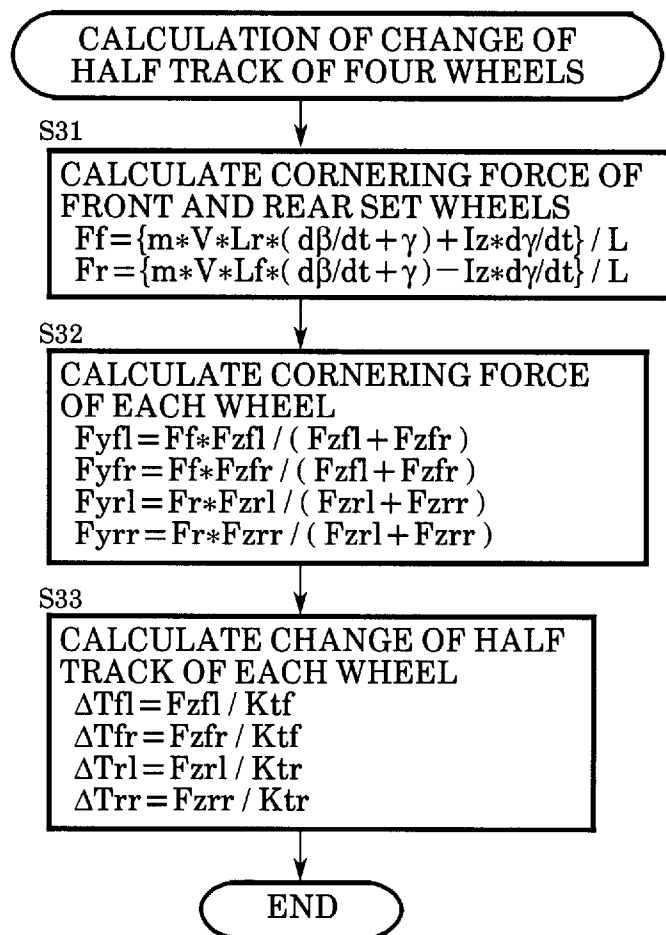 CALCULATION OF CHANGE OF
HALF TRACK OF FOUR WHEELS
S31
CALCULATE CORNERING FORCE OF
FRONT AND REAR SET WHEELS
Ff={m*V*Lr*(dβ/dt+γ)+Iz*dγ/dt}/L
Fr={m*V*Lf*(dβ/dt+γ)−Iz*dγ/dt}/L
S32
CALCULATE CORNERING FORCE
OF EACH WHEEL
Fyfl=Ff*Fzfl/(Fzfl+Fzfr)
Fyfr=Ff*Fzfr/(Fzfl+Fzfr)
Fyrl=Fr*Fzrl/(Fzrl+Fzrr)
Fyrr=Fr*Fzrr/(Fzrl+Fzrr)
S33
CALCULATE CHANGE OF HALF
TRACK OF EACH WHEEL
ΔTfl=Fzfl/Ktf
ΔTfr=Fzfr/Ktf
ΔTrl=Fzrl/Ktr
ΔTrr=Fzrr/Ktr
END